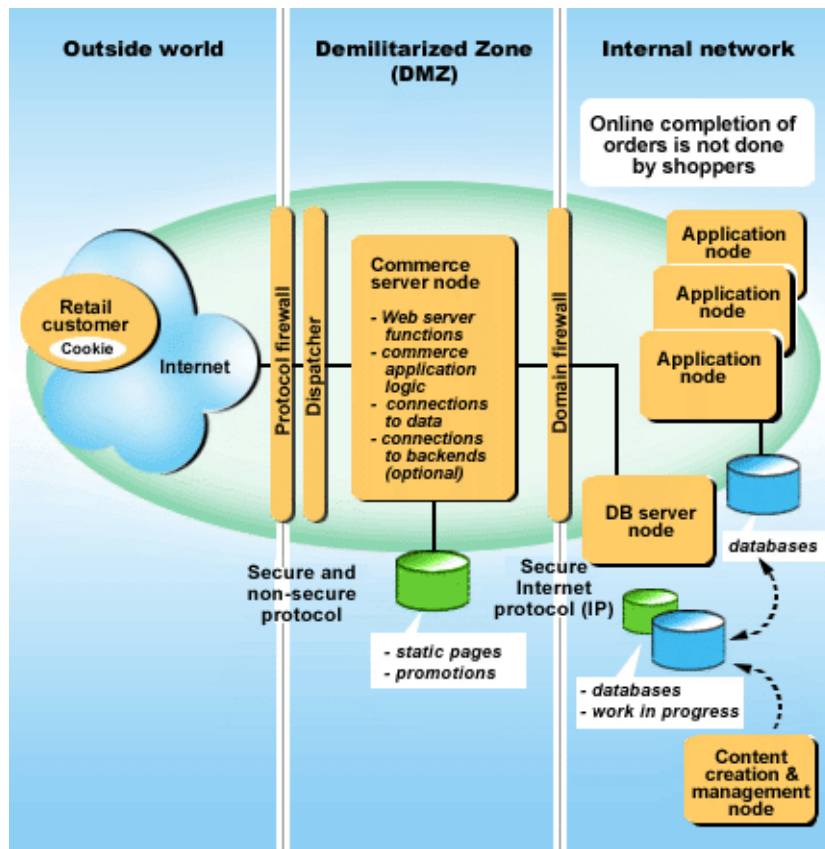 Outside world
Demilitarized Zone
(DMZ)
Internal network
Online completion of
orders is not done
by shoppers
Retail
customer
Cookie
Internet
Protocol firewall
Dispatcher
Commerce
server node
- Web server
functions
- commerce
application
logic
- connections
to data
- connections
to backends
(optional)
Domain firewall
Application
node
Application
node
Application
node
DB server
node
databases
Secure and
non-secure
protocol
- static pages
- promotions
Secure
Internet
protocol (IP)
- databases
- work in progress
Content
creation &
management
node